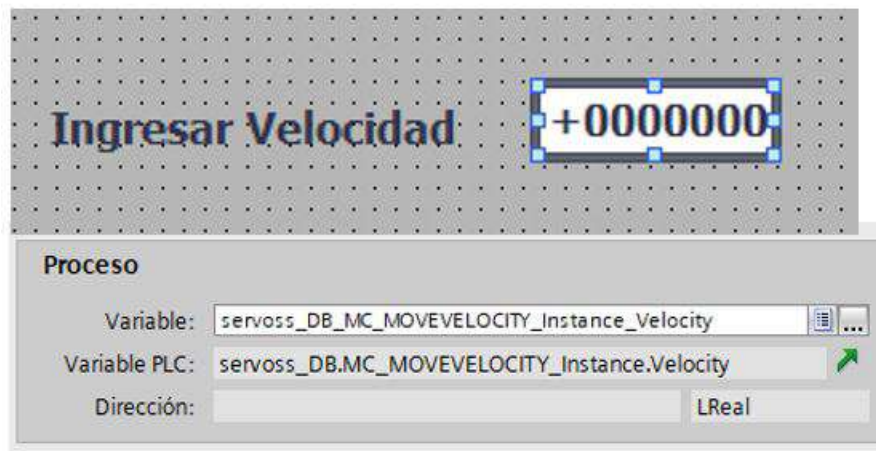 Ingresar Velocidad +0000000
Proceso
Variable: servoss_DB_MC_MOVEVELOCITY_Instance_Velocity ...
Variable PLC: servoss_DB.MC_MOVEVELOCITY_Instance.Velocity
Dirección: LReal